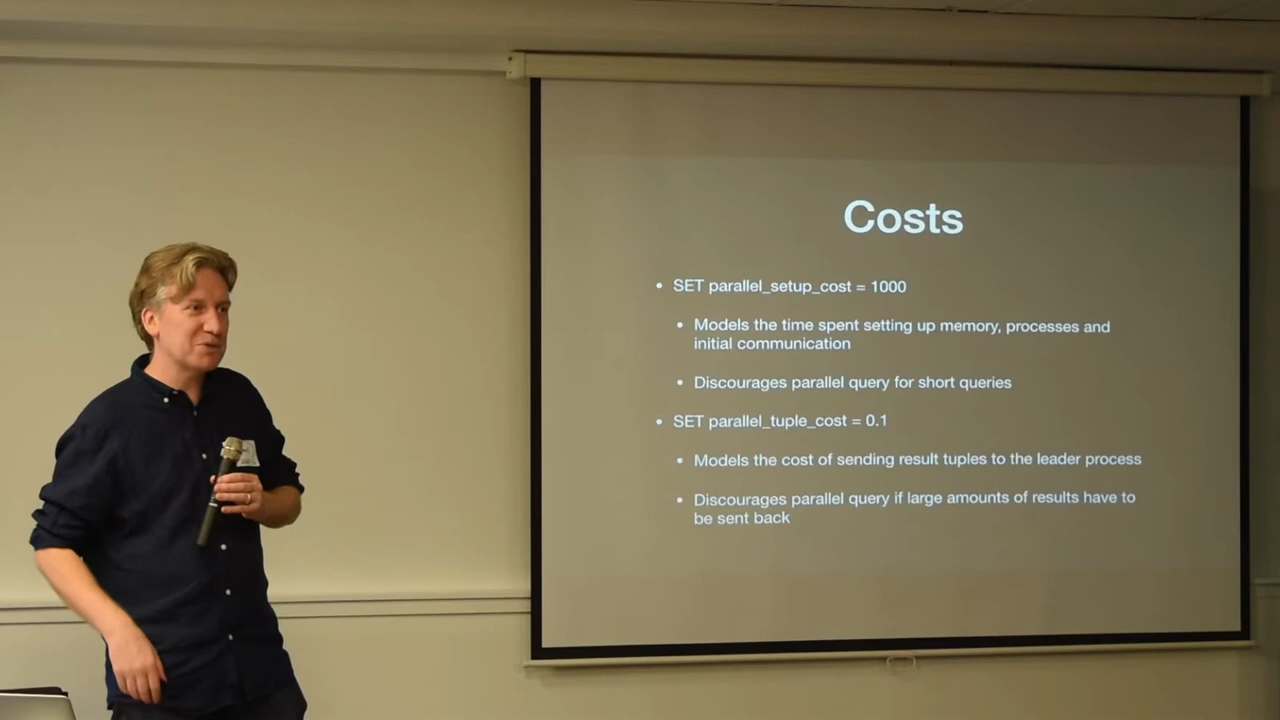 Costs
• SET parallel_setup_cost = 1000
• Models the time spent setting up memory, processes and
initial communication
• Discourages parallel query for short queries
• SET parallel_tuple_cost = 0.1
• Models the cost of sending result tuples to the leader process
• Discourages parallel query if large amounts of results have to
be sent back